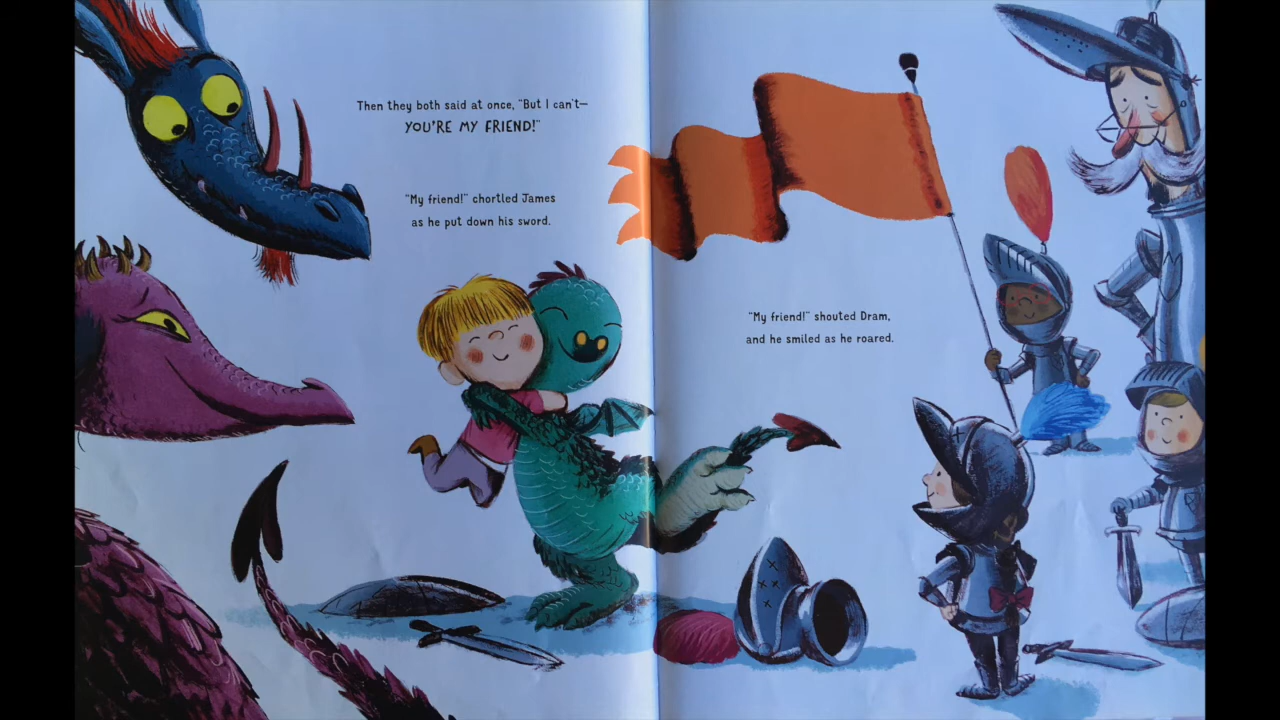 Then they both said at once, "But I can't—
YOU'RE MY FRIEND!"
"My friend!" chortled James
as he put down his sword.
"My friend!" shouted Dram,
and he smiled as he roared.